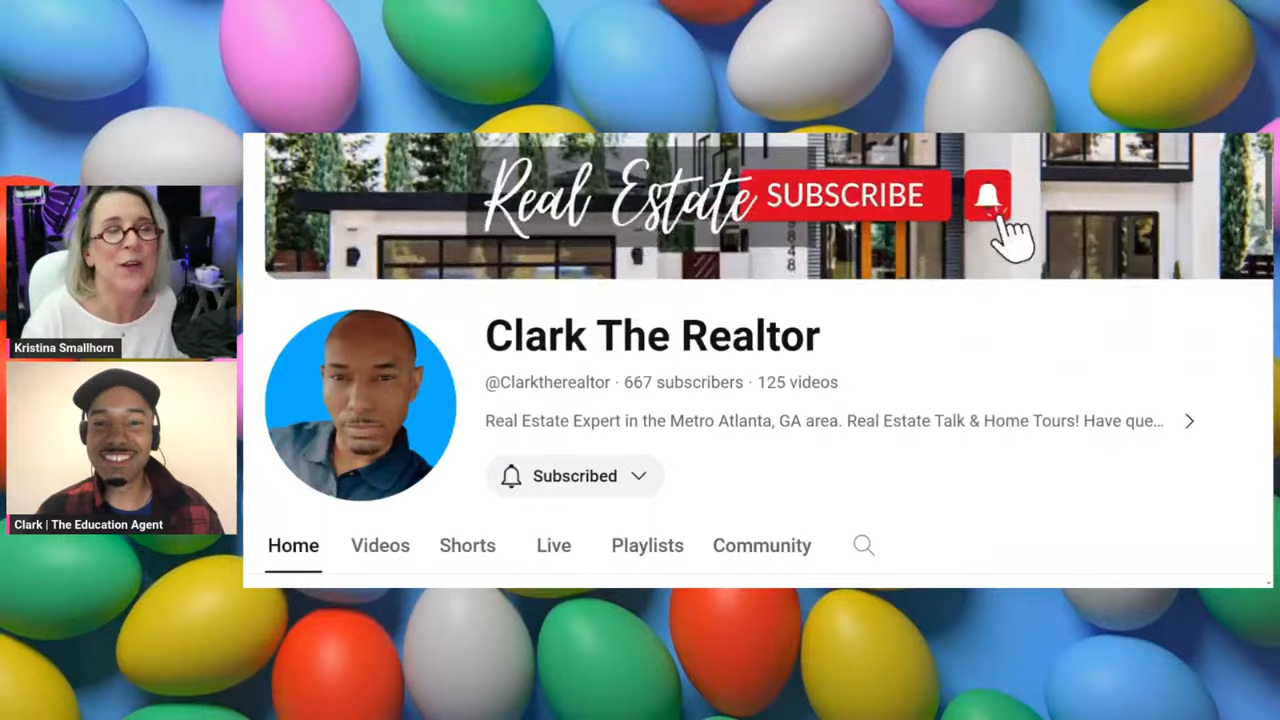 Real Estate SUBSCRIBE
5848
Kristina Smallhorn
Clark | The Education Agent
Clark The Realtor
@Clarktherealtor · 667 subscribers · 125 videos
Real Estate Expert in the Metro Atlanta, GA area. Real Estate Talk & Home Tours! Have que...
Subscribed
Home Videos Shorts Live Playlists Community